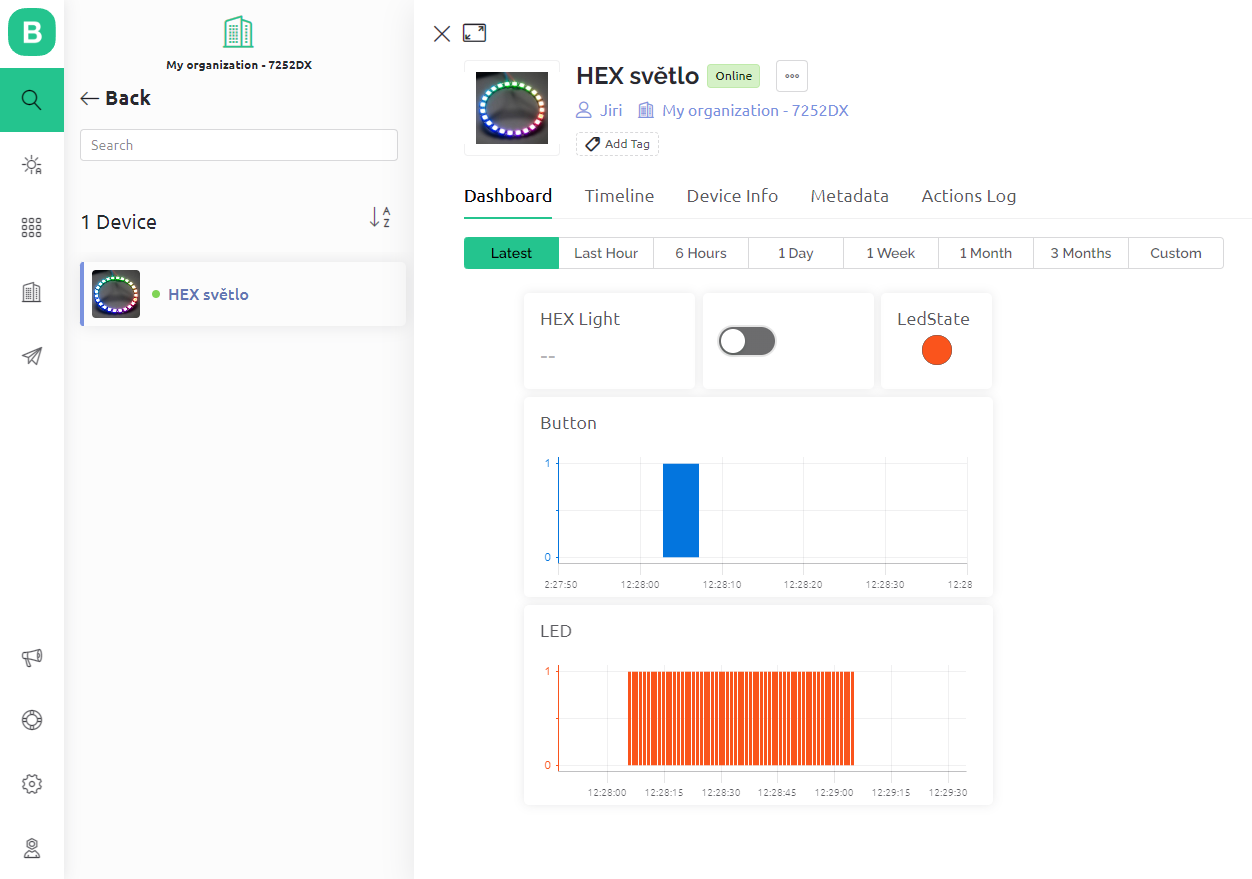 B
My organization - 7252DX
Back
Search
1 Device
A
Z
HEX světlo
HEX světlo
Online
Jiri
My organization - 7252DX
Add Tag
Dashboard
Timeline
Device Info
Metadata
Actions Log
Latest
Last Hour
6 Hours
1 Day
1 Week
1 Month
3 Months
Custom
HEX Light
--
LedState
Button
1
0
2:27:50
12:28:00
12:28:10
12:28:20
12:28:30
12:28
LED
1
0
12:28:00
12:28:15
12:28:30
12:28:45
12:29:00
12:29:15
12:29:30